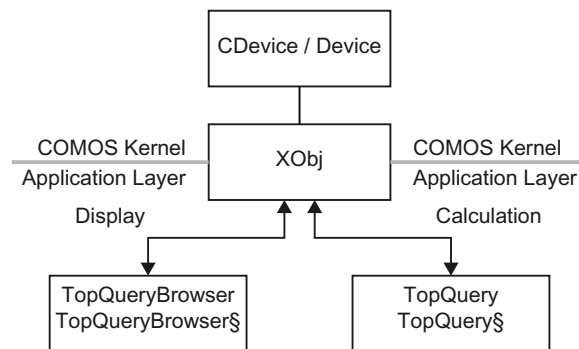 CDevice / Device
COMOS Kernel
XObj
COMOS Kernel
Application Layer
Application Layer
Display
Calculation
TopQueryBrowser
TopQueryBrowser§
TopQuery
TopQuery§